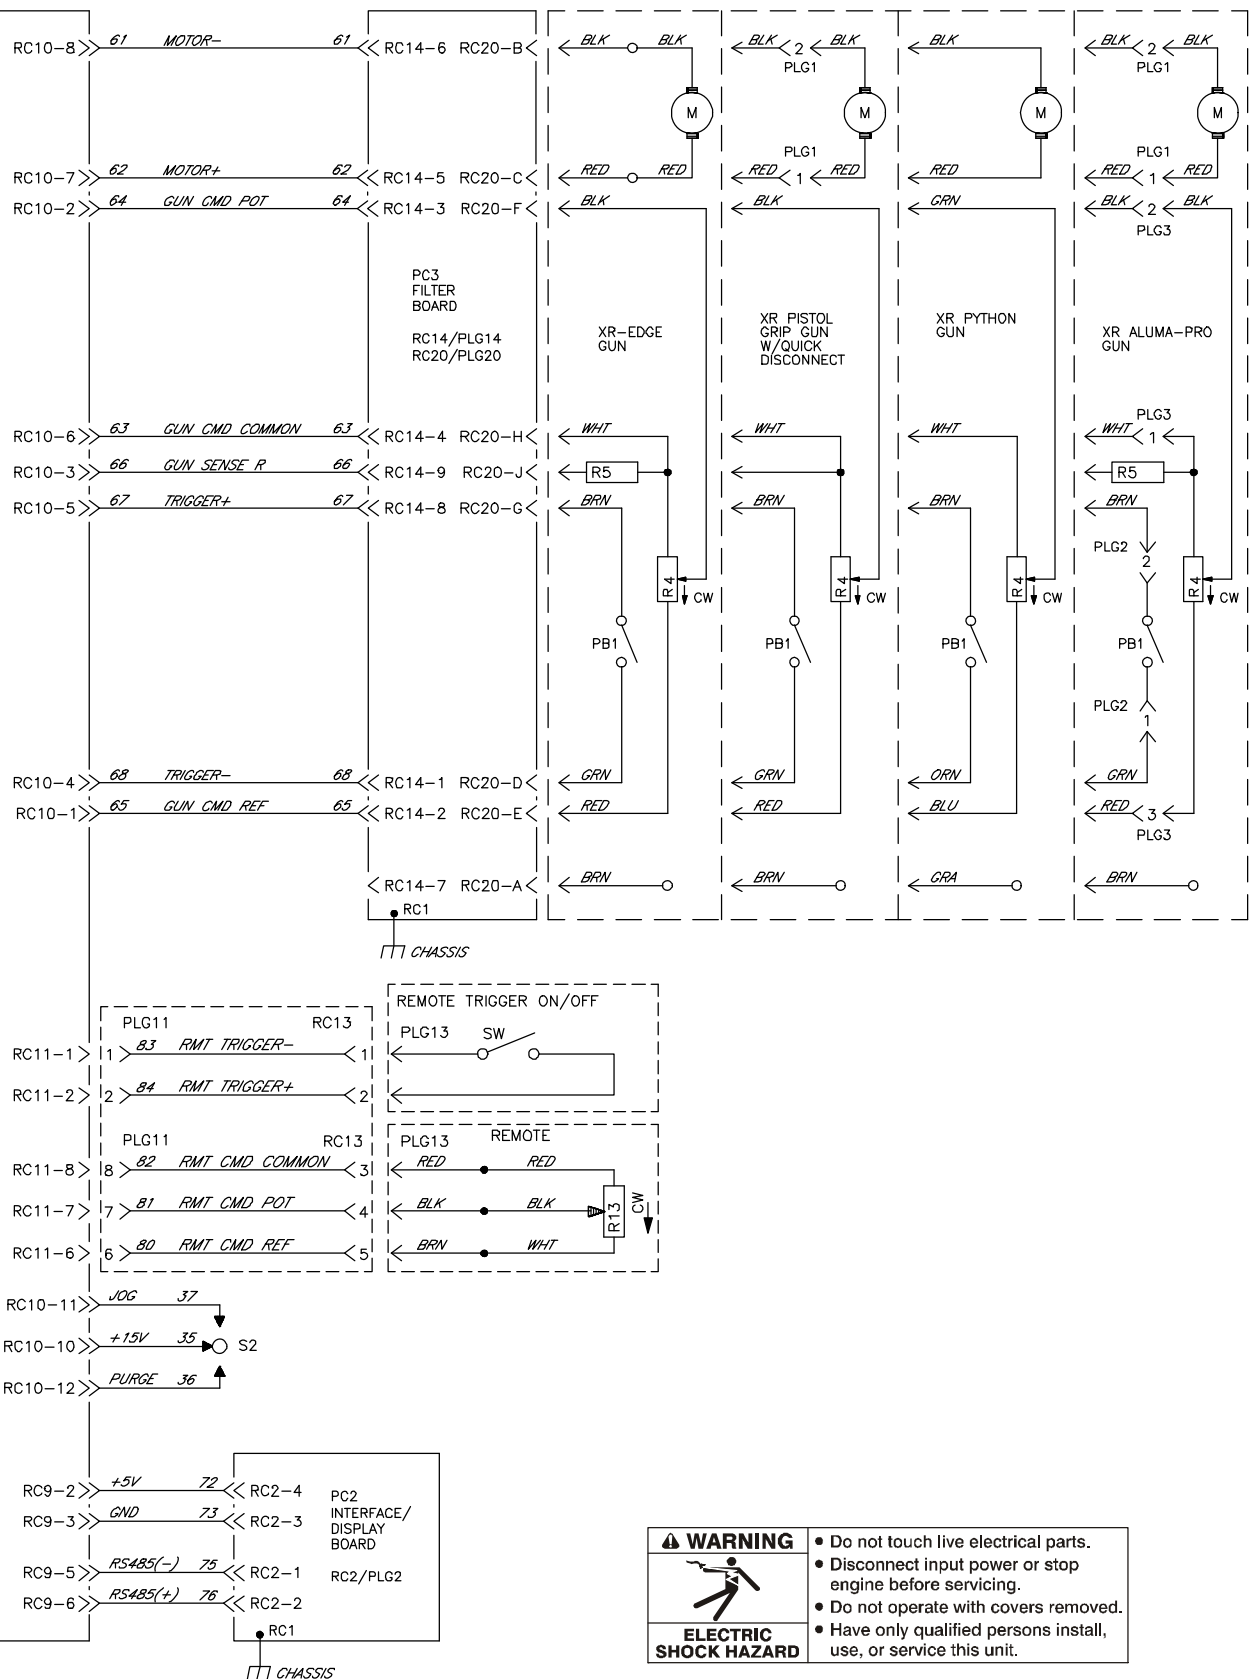 RC10-8 61 MOTOR- 61 RC14-6 RC20-B BLK BLK BLK 2 BLK BLK BLK 2 BLK
PLG1 PLG1
M M M M
PLG1 PLG1
RC10-7 62 MOTOR+ 62 RC14-5 RC20-C RED RED RED 1 RED RED RED 1 RED
RC10-2 64 GUN CMD POT 64 RC14-3 RC20-F BLK BLK GRN BLK 2 BLK
PLG3
PC3
FILTER
BOARD
RC14/PLG14
RC20/PLG20
XR-EDGE
GUN
XR PISTOL
GRIP GUN
W/QUICK
DISCONNECT
XR PYTHON
GUN
XR ALUMA-PRO
GUN
PLG3
RC10-6 63 GUN CMD COMMON 63 RC14-4 RC20-H WHT WHT WHT WHT 1
RC10-3 66 GUN SENSE R 66 RC14-9 RC20-J R5 R5
RC10-5 67 TRIGGER+ 67 RC14-8 RC20-G BRN BRN BRN BRN
PLG2
2
R4 R4 R4 R4
CW CW CW CW
PB1 PB1 PB1 PB1
PLG2
1
RC10-4 68 TRIGGER- 68 RC14-1 RC20-D GRN GRN ORN GRN
RC10-1 65 GUN CMD REF 65 RC14-2 RC20-E RED RED BLU RED 3
PLG3
RC14-7 RC20-A BRN BRN GRA BRN
RC1
CHASSIS
REMOTE TRIGGER ON/OFF
PLG11 RC13 PLG13 SW
RC11-1 1 83 RMT TRIGGER- 1
RC11-2 2 84 RMT TRIGGER+ 2
PLG11 RC13 PLG13 REMOTE
RC11-8 8 82 RMT CMD COMMON 3 RED RED
RC11-7 7 81 RMT CMD POT 4 BLK BLK R13 CW
RC11-6 6 80 RMT CMD REF 5 BRN WHT
RC10-11 JOG 37
RC10-10 +15V 35 S2
RC10-12 PURGE 36
RC9-2 +5V 72 RC2-4
RC9-3 GND 73 RC2-3
RC9-5 RS485(-) 75 RC2-1
RC9-6 RS485(+) 76 RC2-2
PC2
INTERFACE/
DISPLAY
BOARD
RC2/PLG2
RC1
CHASSIS
WARNING
ELECTRIC
SHOCK HAZARD
• Do not touch live electrical parts.
• Disconnect input power or stop
engine before servicing.
• Do not operate with covers removed.
• Have only qualified persons install,
use, or service this unit.